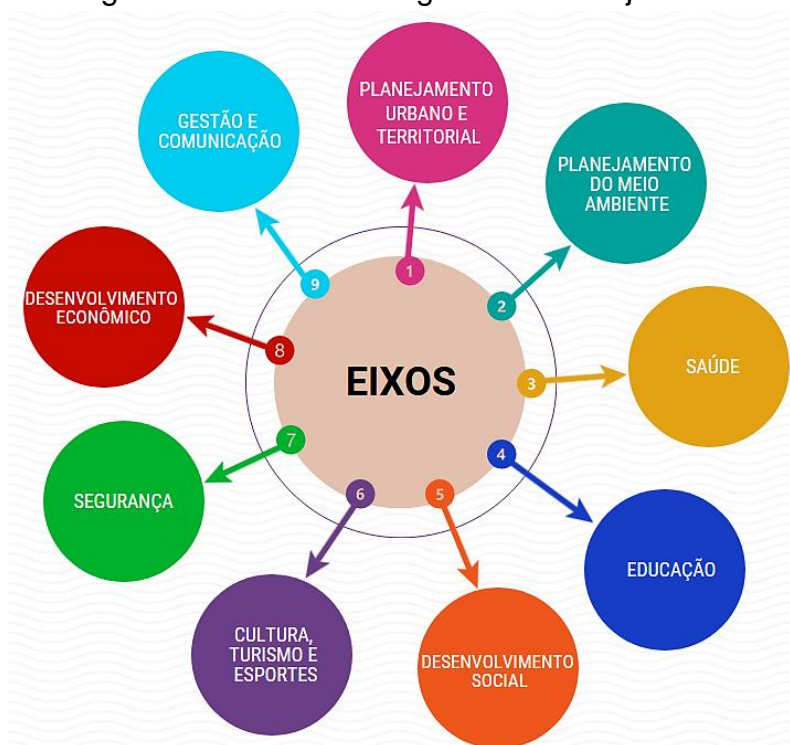 PLANEJAMENTO
URBANO E
TERRITORIAL
PLANEJAMENTO
DO MEIO
AMBIENTE
SAÚDE
EDUCAÇÃO
DESENVOLVIMENTO
SOCIAL
CULTURA,
TURISMO E
ESPORTES
SEGURANÇA
DESENVOLVIMENTO
ECONÔMICO
GESTÃO E
COMUNICAÇÃO
1
2
3
4
5
6
7
8
9
EIXOS